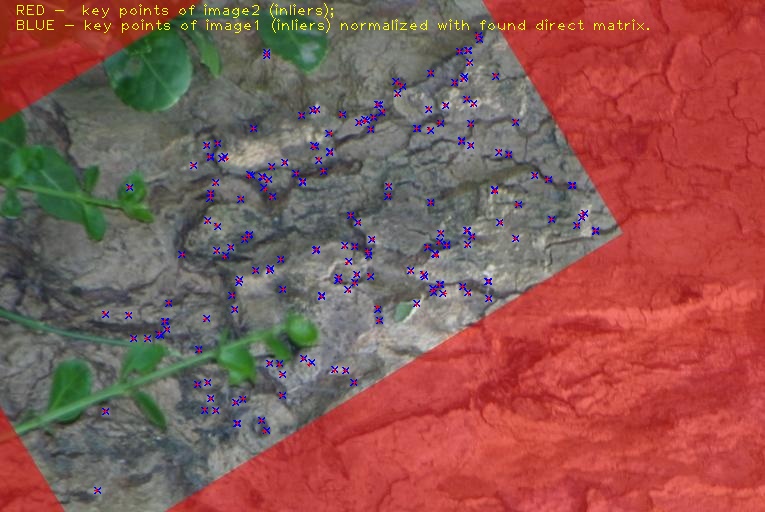 RED -  key points of image2 (inliers);
BLUE - key points of image1 (inliers) normalized with found direct matrix.